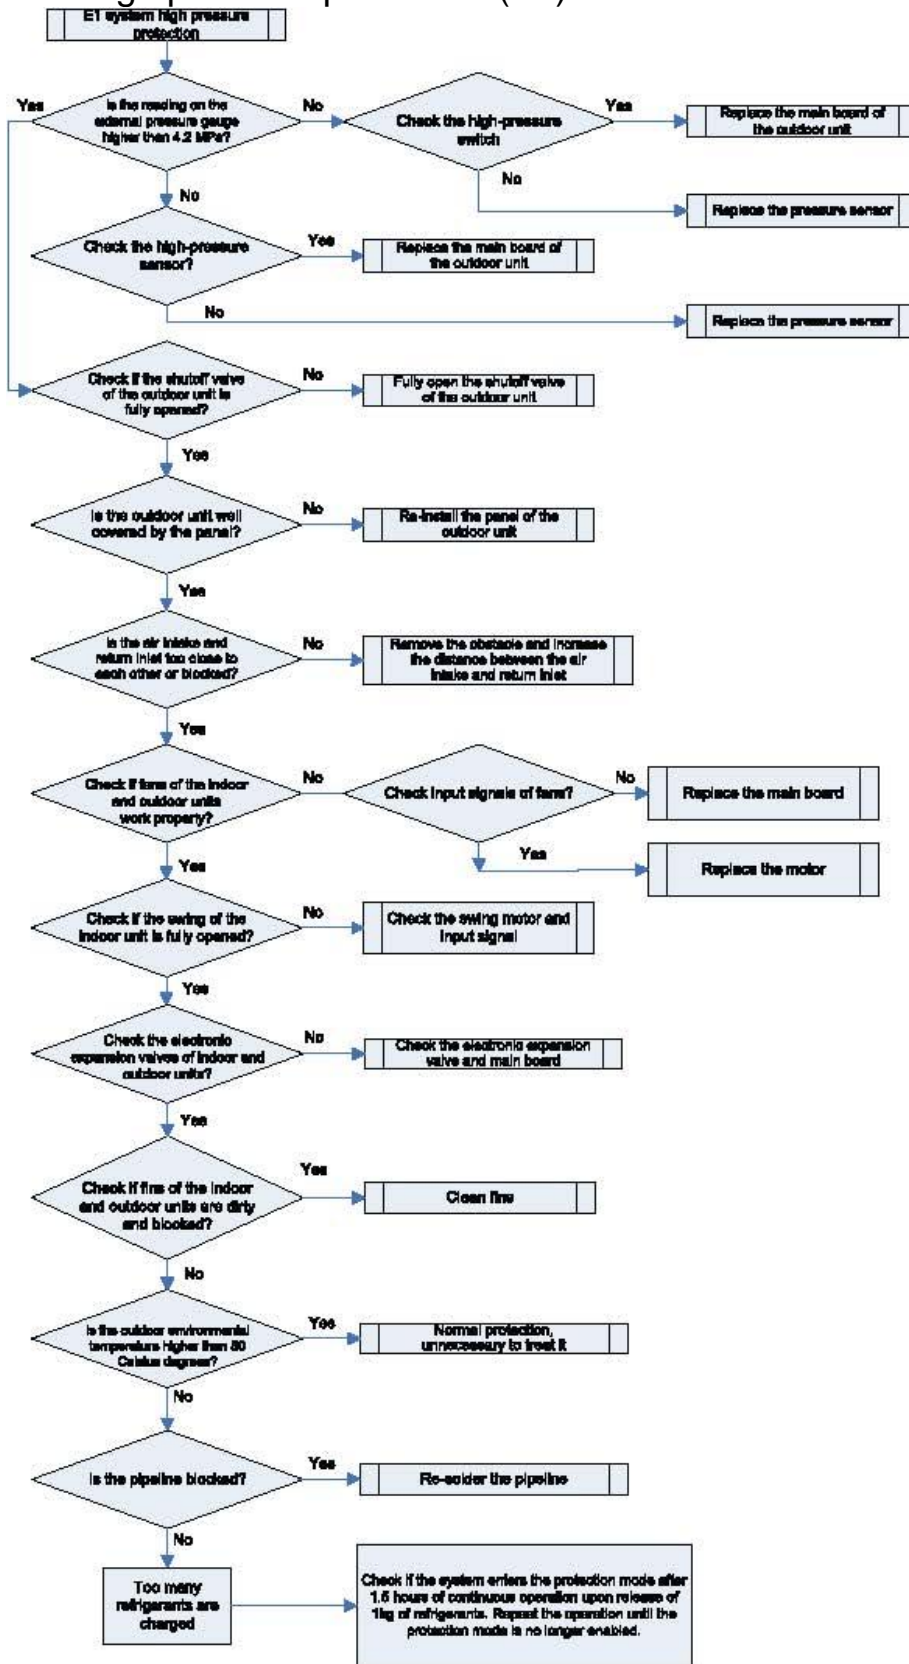 E1 system high pressure
protection
Yes
Is the reading on the
external pressure gauge
higher than 4.2 MPa?
No
Check the high-pressure
switch
Yes
Replace the main board of
the outdoor unit
No
Replace the pressure sensor
No
Check the high-pressure
sensor?
Yes
Replace the main board of
the outdoor unit
No
Replace the pressure sensor
Check if the shutoff valve
of the outdoor unit is
fully opened?
No
Fully open the shutoff valve
of the outdoor unit
Yes
Is the outdoor unit well
covered by the panel?
No
Re-install the panel of the
outdoor unit
Yes
Is the air intake and
return inlet too close to
each other or blocked?
No
Remove the obstacle and increase
the distance between the air
intake and return inlet
Yes
Check if fans of the indoor
and outdoor units
work properly?
No
Check input signals of fans?
No
Replace the main board
Yes
Replace the motor
Yes
Check if the swing of the
indoor unit is fully opened?
No
Check the swing motor and
input signal
Yes
Check the electronic
expansion valves of indoor and
outdoor units?
No
Check the electronic expansion
valve and main board
Yes
Check if fins of the indoor
and outdoor units are dirty
and blocked?
Yes
Clean fins
No
Is the outdoor environmental
temperature higher than 50
Celsius degrees?
Yes
Normal protection,
unnecessary to treat it
No
Is the pipeline blocked?
Yes
Re-solder the pipeline
No
Too many
refrigerants are
charged
Check if the system enters the protection mode after
1.5 hours of continuous operation upon release of
1kg of refrigerants. Repeat the operation until the
protection mode is no longer enabled.